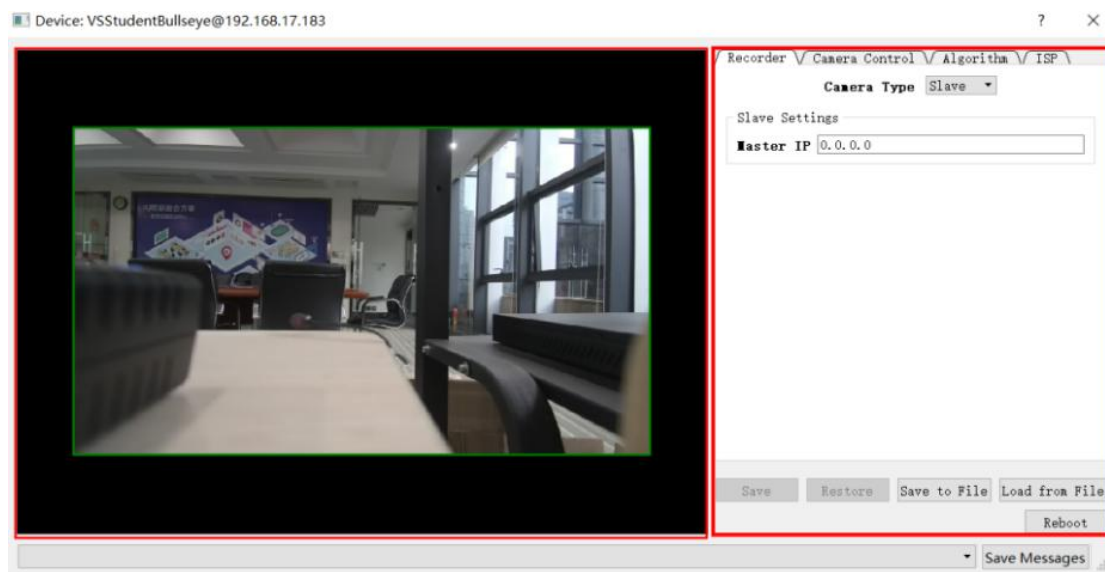 Device: VSStudentBullseye@192.168.17.183
?
Recorder Camera Control Algorithm ISP
Camera Type Slave
Slave Settings
Master IP 0.0.0.0
Save Restore Save to File Load from File
Reboot
Save Messages